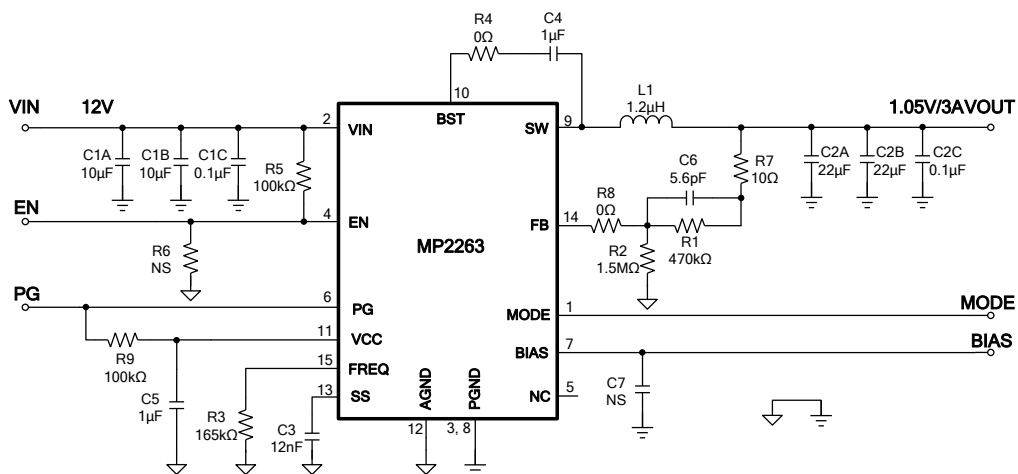 R4
0Ω
C4
1µF
10
BST
VIN
12V
2
VIN
C1A
10µF
C1B
10µF
C1C
0.1µF
R5
100kΩ
SW
9
L1
1.2µH
1.05V/3AVOUT
C6
5.6pF
R7
10Ω
C2A
22µF
C2B
22µF
C2C
0.1µF
EN
4
EN
R6
NS
MP2263
FB
14
R8
0Ω
R2
1.5MΩ
R1
470kΩ
PG
6
PG
MODE
1
MODE
11
VCC
R9
100kΩ
BIAS
7
BIAS
15
FREQ
13
SS
C5
1µF
R3
165kΩ
C3
12nF
AGND
PGND
12
3, 8
NC
5
C7
NS